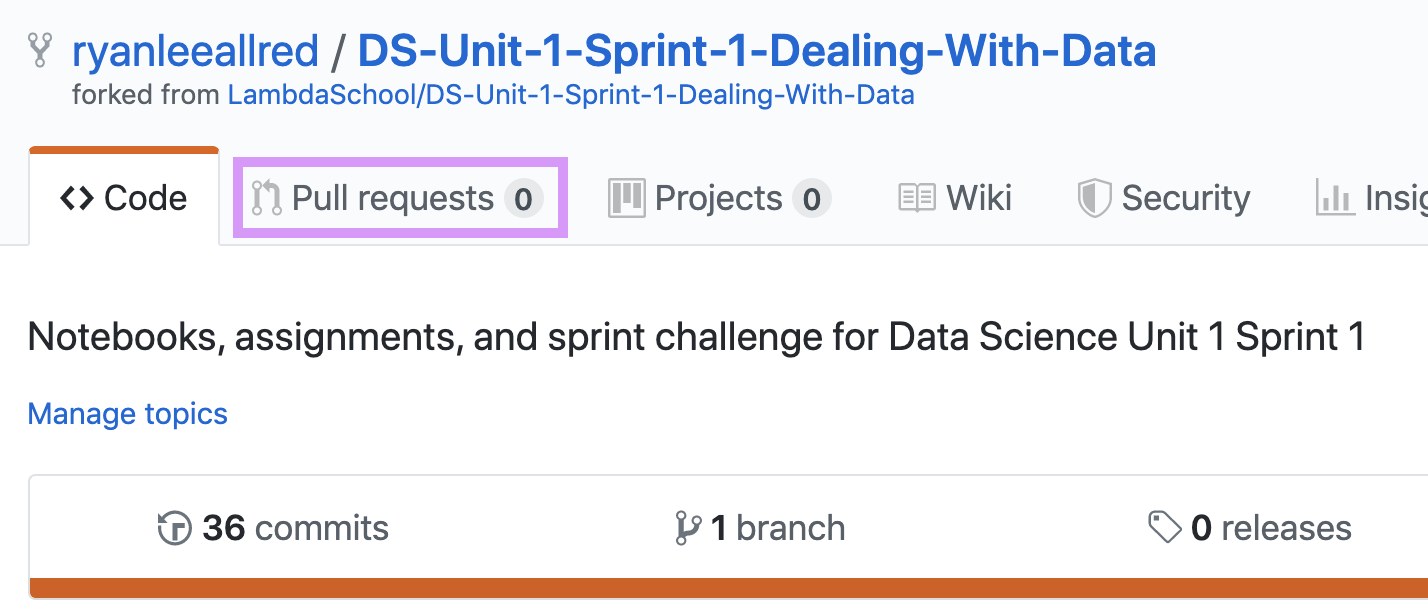 ryanleeallred / DS-Unit-1-Sprint-1-Dealing-With-Data
forked from LambdaSchool/DS-Unit-1-Sprint-1-Dealing-With-Data
Code Pull requests 0 Projects 0 Wiki Security Insig
Notebooks, assignments, and sprint challenge for Data Science Unit 1 Sprint 1
Manage topics
36 commits 1 branch 0 releases